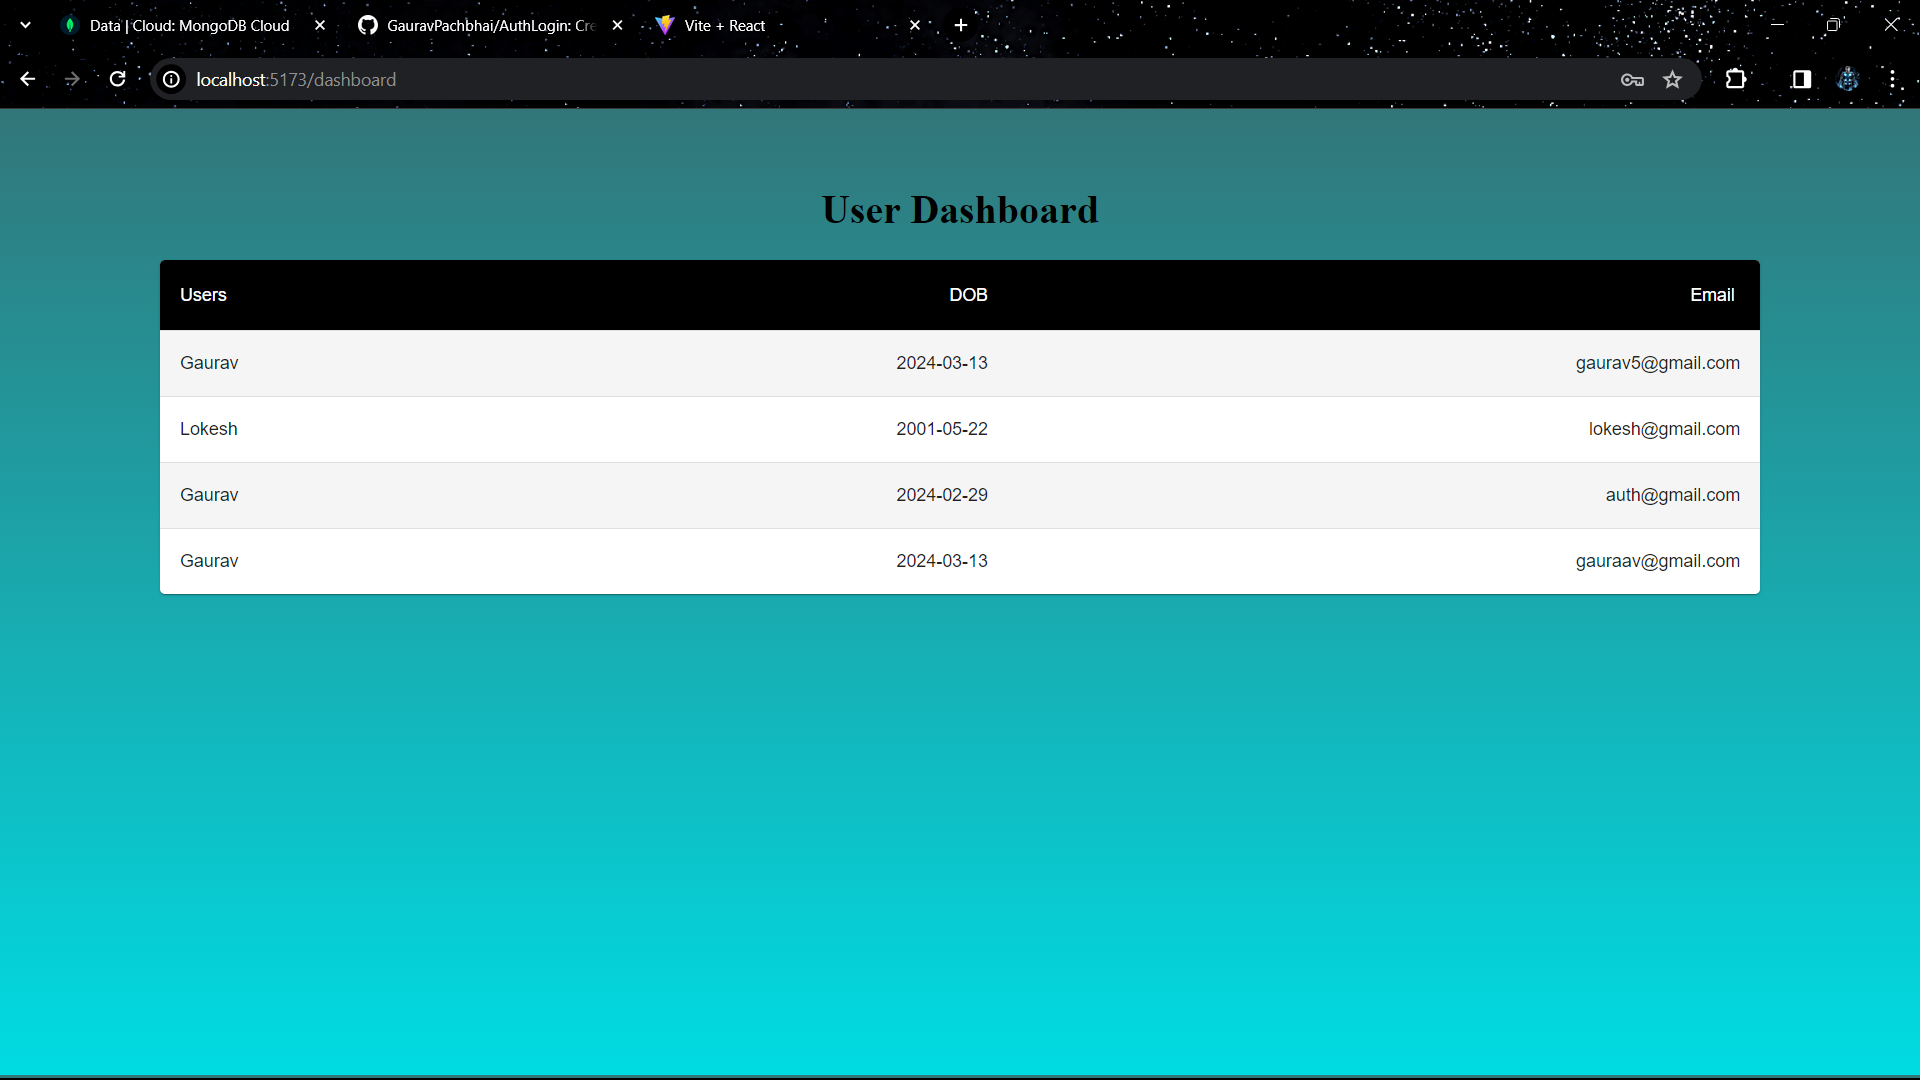 Data | Cloud: MongoDB Cloud
GauravPachbhai/AuthLogin: Cre
Vite + React
localhost:5173/dashboard
User Dashboard
Users DOB Email
Gaurav 2024-03-13 gaurav5@gmail.com
Lokesh 2001-05-22 lokesh@gmail.com
Gaurav 2024-02-29 auth@gmail.com
Gaurav 2024-03-13 gauraav@gmail.com